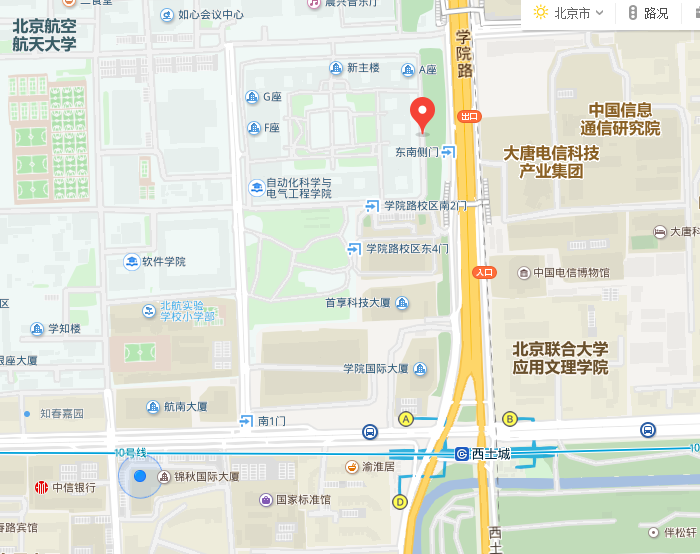 二食堂
如心会议中心
晨兴音乐厅
北京市
路况
北京航空
航天大学
学
院
路
新主楼
A座
G座
F座
出口
中国信息
通信研究院
东南侧门
大唐电信科技
产业集团
自动化科学与
电气工程学院
学院路校区南2门
大唐科
学院路校区东4门
软件学院
入口
中国电信博物馆
区
首享科技大厦
北航实验
学校小学部
学知楼
银座大厦
学院国际大厦
北京联合大学
应用文理学院
知春嘉园
航南大厦
南1门
A
B
10号线
西土城
10
渝淮居
锦秋国际大厦
中信银行
国家标准馆
D
春路宾馆
西
土
伴松轩